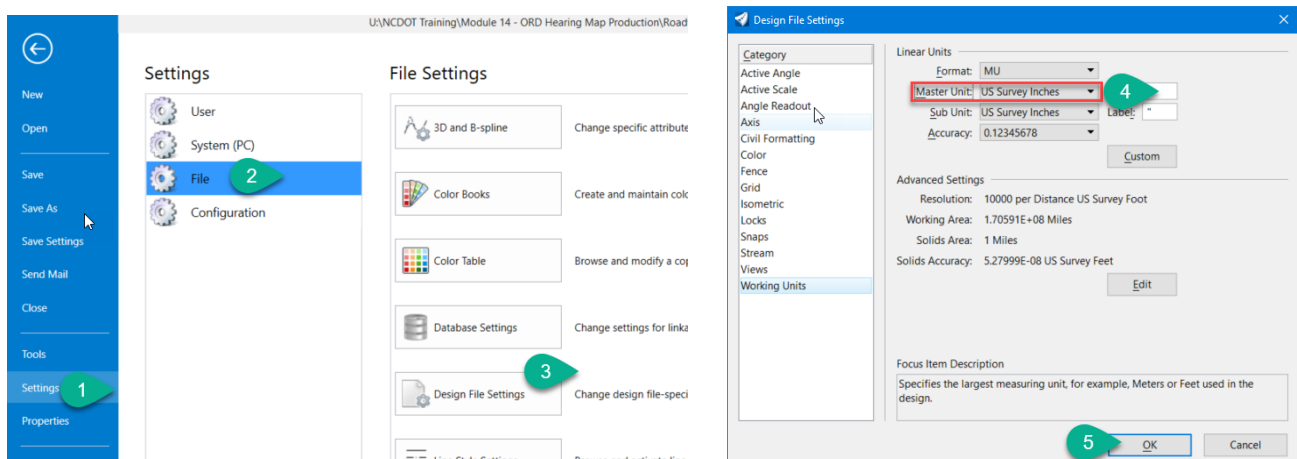 U:\NCDOT Training\Module 14 - ORD Hearing Map Production\Road
New
Open
Save
Save As
Save Settings
Send Mail
Close
Tools
Settings 1
Properties
Settings
User
System (PC)
File 2
Configuration
File Settings
3D and B-spline Change specific attribute
Color Books Create and maintain colo
Color Table Browse and modify a cop
Database Settings Change settings for linka
3
Design File Settings Change design file-speci
Design File Settings
Category
Active Angle
Active Scale
Angle Readout
Axis
Civil Formatting
Color
Fence
Grid
Isometric
Locks
Snaps
Stream
Views
Working Units
Linear Units
Format: MU
Master Unit: US Survey Inches 4
Sub Unit: US Survey Inches Label: "
Accuracy: 0.12345678
Custom
Advanced Settings
Resolution: 10000 per Distance US Survey Foot
Working Area: 1.70591E+08 Miles
Solids Area: 1 Miles
Solids Accuracy: 5.27999E-08 US Survey Feet
Edit
Focus Item Description
Specifies the largest measuring unit, for example, Meters or Feet used in the
design.
5 OK Cancel